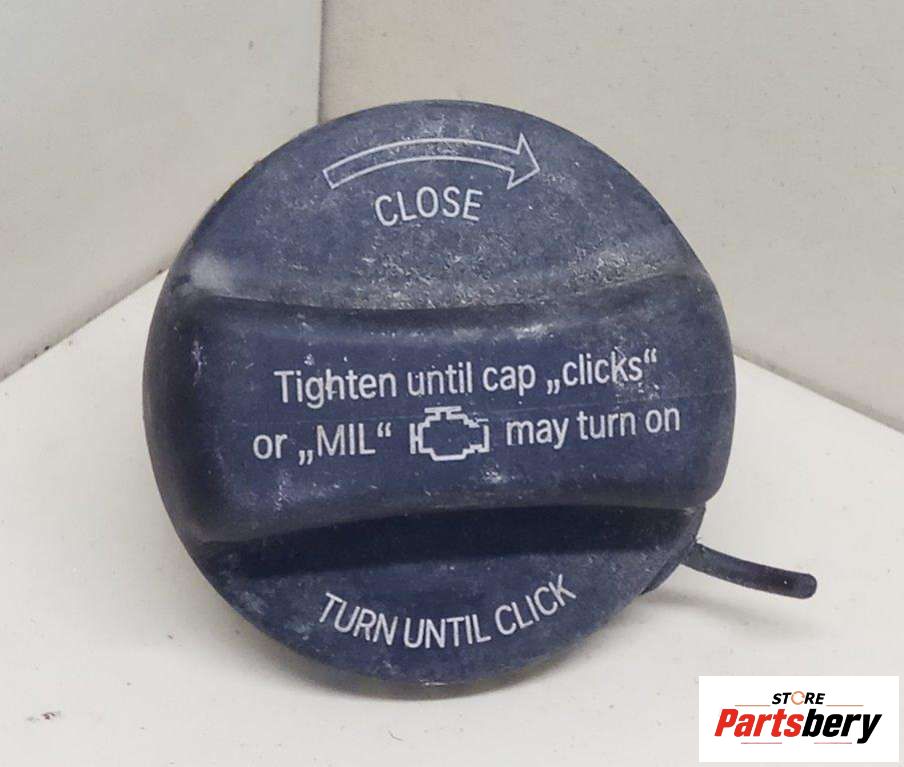 CLOSE
Tighten until cap „clicks“
or „MIL“ may turn on
TURN UNTIL CLICK
STORE
Partsbery